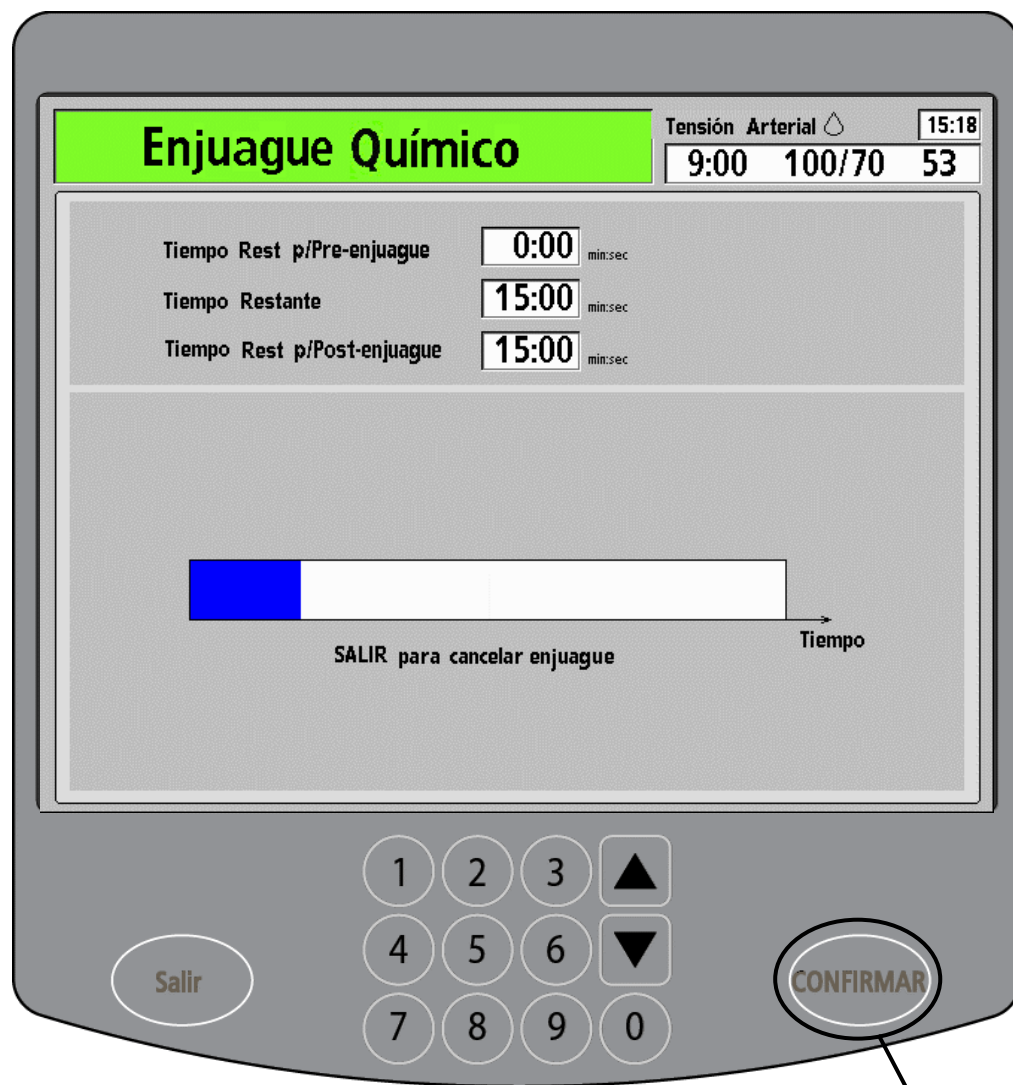 Enjuague Químico
Tensión Arterial
15:18
9:00 100/70 53
Tiempo Rest p/Pre-enjuague 0:00 min:sec
Tiempo Restante 15:00 min:sec
Tiempo Rest p/Post-enjuague 15:00 min:sec
Tiempo
SALIR para cancelar enjuague
1 2 3
4 5 6
Salir
CONFIRMAR
7 8 9 0